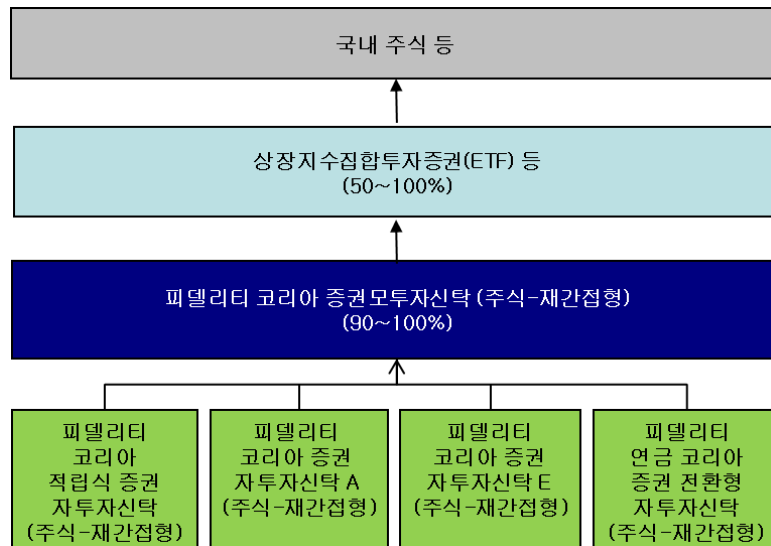 국내 주식 등
상장지수집합투자증권(ETF) 등
(50~100%)
피델리티 코리아 증권모투자신탁 (주식-재간접형)
(90~100%)
피델리티
코리아
적립식 증권
자투자신탁
(주식-재간접형)
피델리티
코리아 증권
자투자신탁 A
(주식-재간접형)
피델리티
코리아 증권
자투자신탁 E
(주식-재간접형)
피델리티
연금 코리아
증권 전환형
자투자신탁
(주식-재간접형)